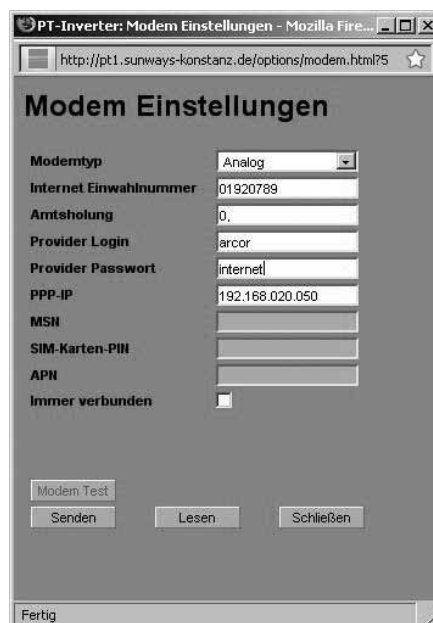 PT-Inverter: Modem Einstellungen - Mozilla Fire...
http://pt1.sunways-konstanz.de/options/modem.html?5
Modem Einstellungen
Modemtyp Analog
Internet Einwahlnummer 01920789
Amtsholung 0,
Provider Login arcor
Provider Passwort internet
PPP-IP 192.168.020.050
MSN
SIM-Karten-PIN
APN
Immer verbunden
Modem Test
Senden Lesen Schließen
Fertig